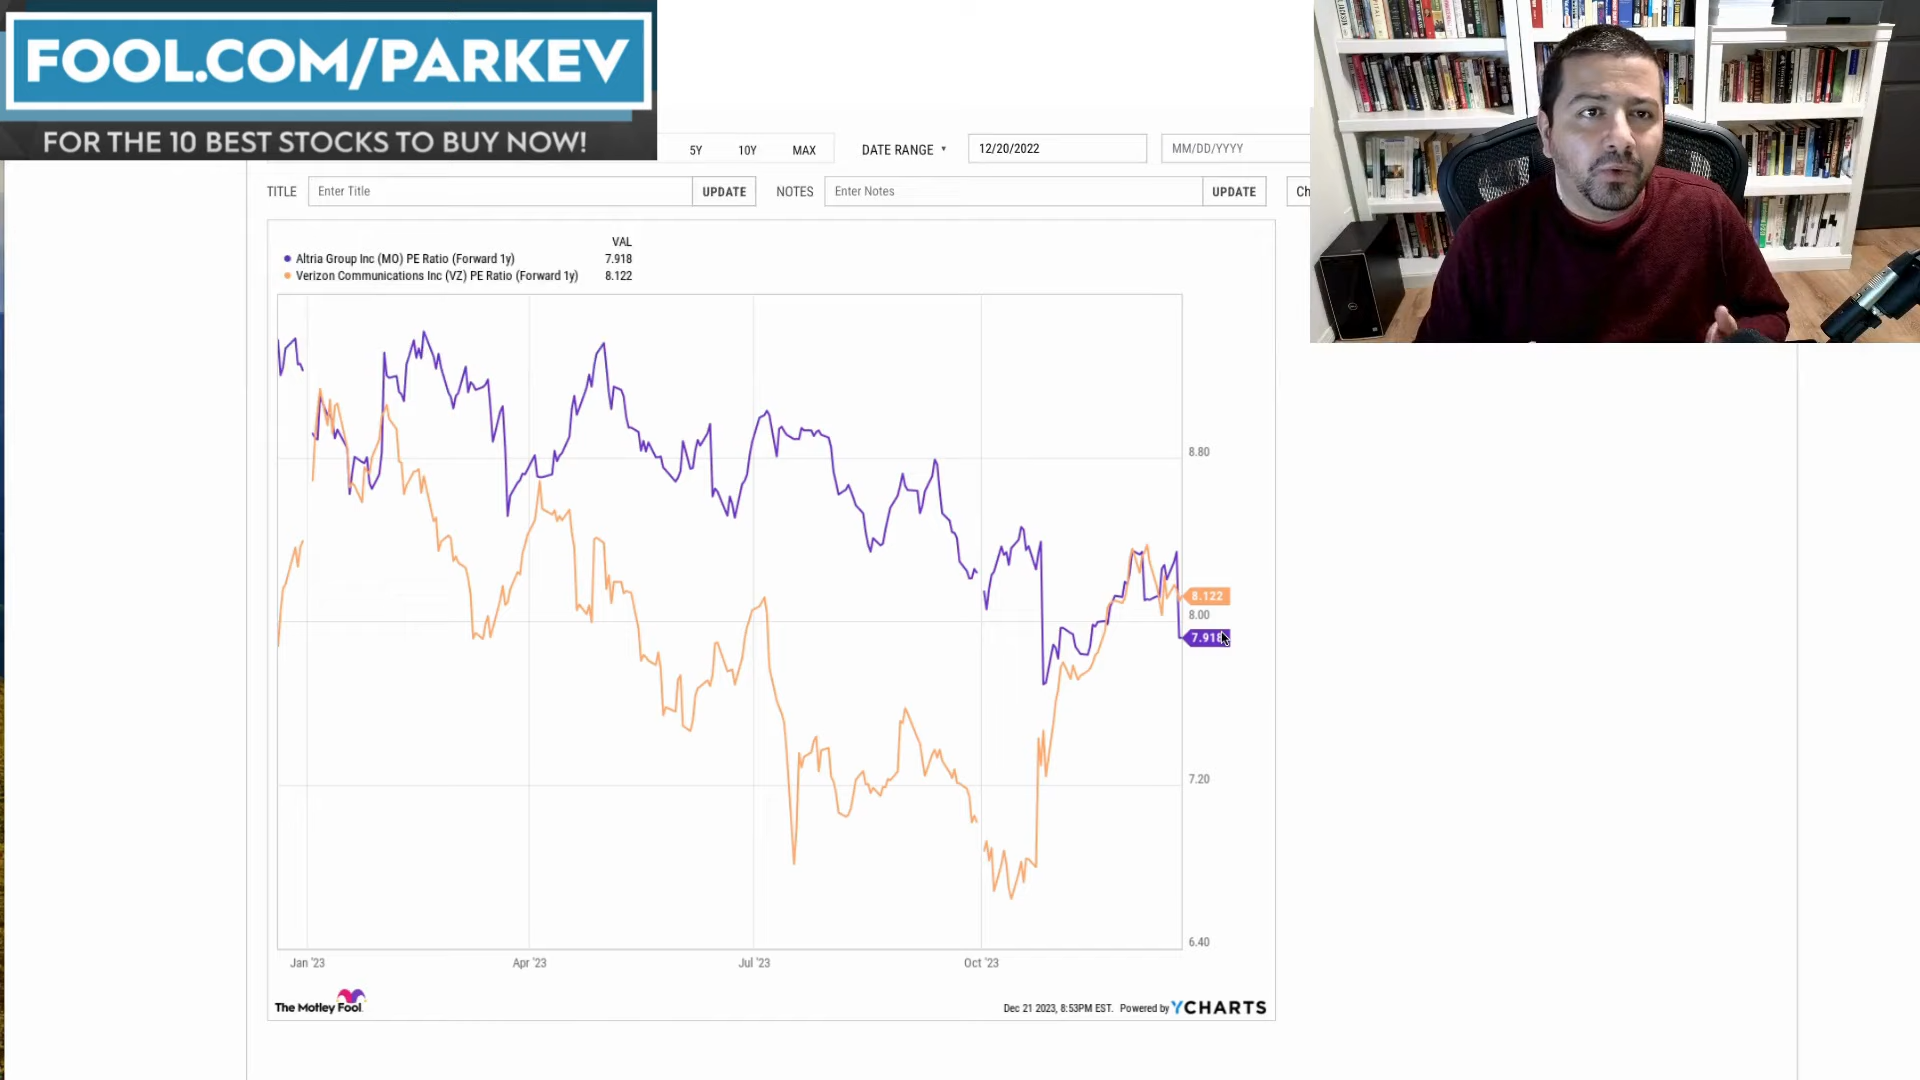 FOOL.COM/PARKEV
FOR THE 10 BEST STOCKS TO BUY NOW!
5Y 10Y MAX DATE RANGE 12/20/2022 MM/DD/YYYY
TITLE Enter Title UPDATE NOTES Enter Notes UPDATE Ch
VAL
Altria Group Inc (MO) PE Ratio (Forward 1y) 7.918
Verizon Communications Inc (VZ) PE Ratio (Forward 1y) 8.122
8.80
8.122
8.00
7.918
7.20
6.40
Jan '23 Apr '23 Jul '23 Oct '23
The Motley Fool.
Dec 21 2023, 8:53PM EST. Powered by YCHARTS